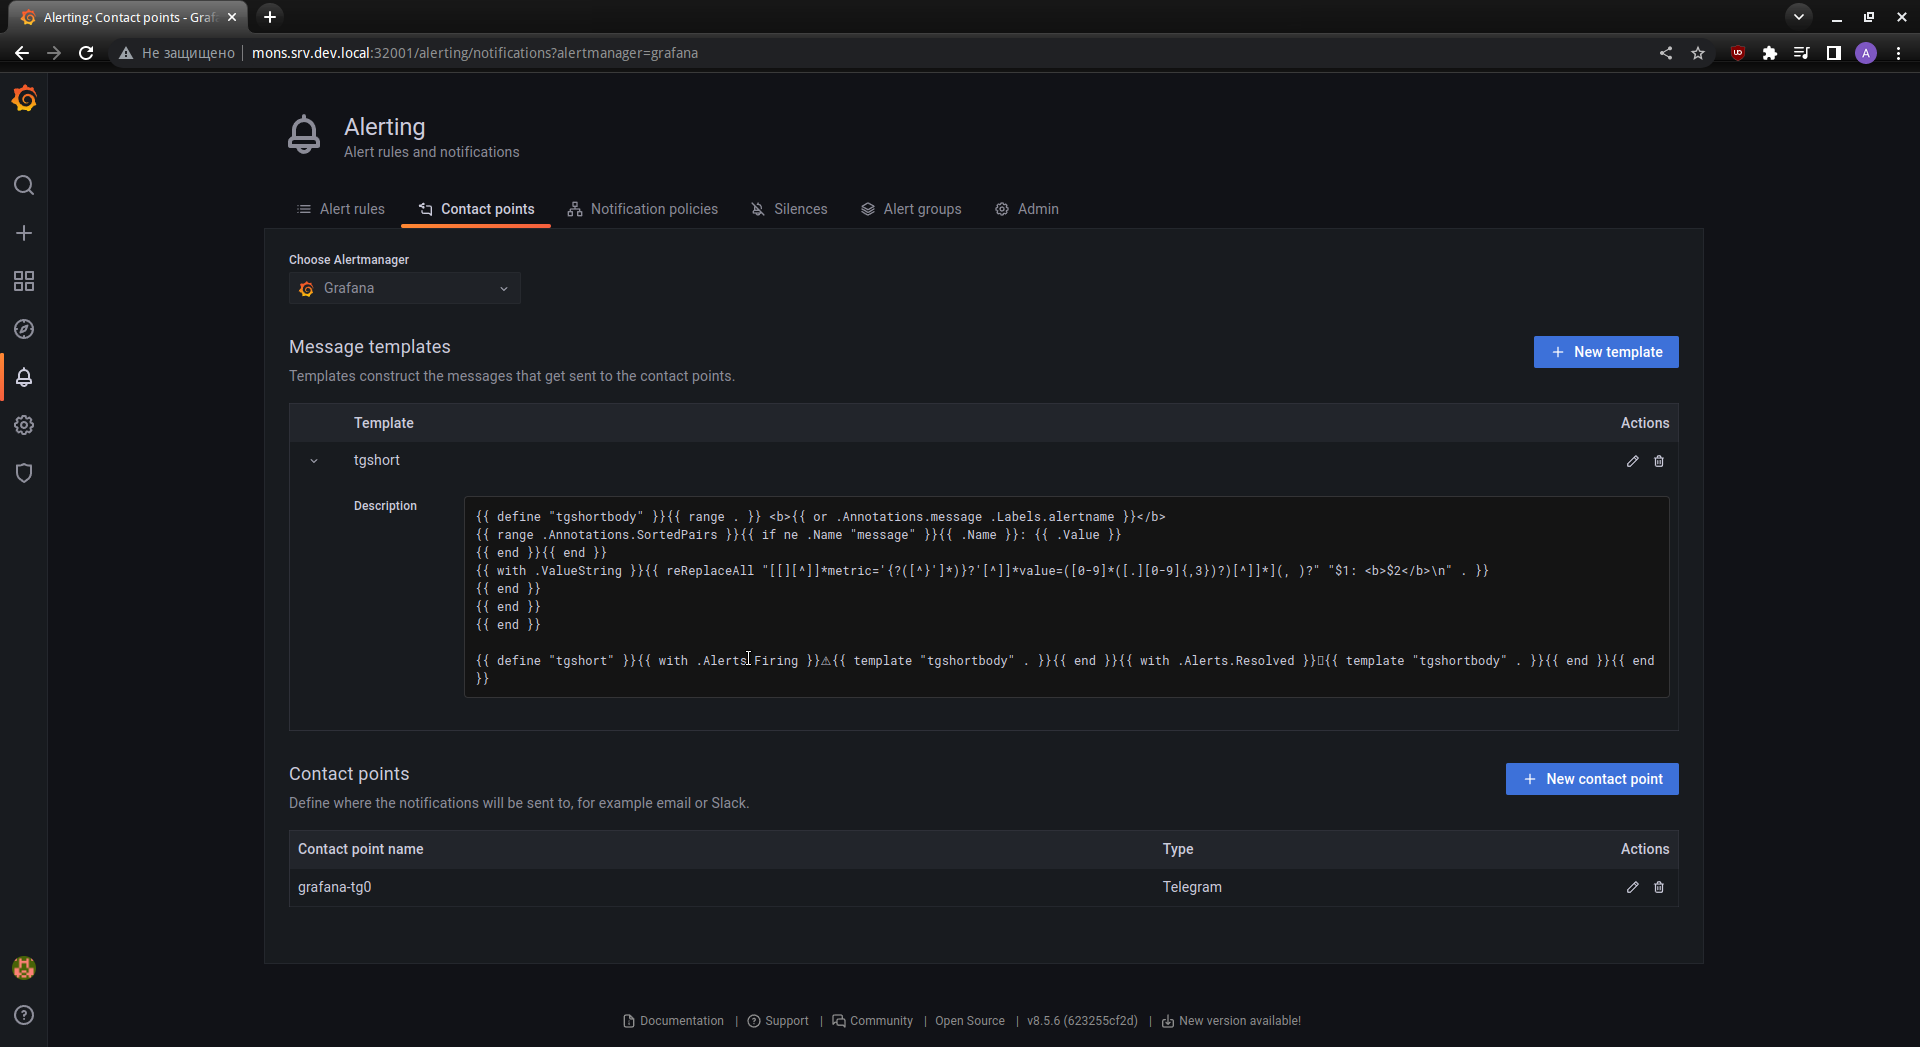 Alerting: Contact points - Graf
Не защищено
mons.srv.dev.local:32001/alerting/notifications?alertmanager=grafana
A
Alerting
Alert rules and notifications
Alert rules
Contact points
Notification policies
Silences
Alert groups
Admin
Choose Alertmanager
Grafana
Message templates
New template
Templates construct the messages that get sent to the contact points.
Template Actions
tgshort
Description
{{ define "tgshortbody" }}{{ range . }} <b>{{ or .Annotations.message .Labels.alertname }}</b>
{{ range .Annotations.SortedPairs }}{{ if ne .Name "message" }}{{ .Name }}: {{ .Value }}
{{ end }}{{ end }}
{{ with .ValueString }}{{ reReplaceAll "[[][^]]*metric='{?([^}']*)}?'[^]]*value=([0-9]*([.][0-9]{,3})?)[^]]*](, )?" "$1: <b>$2</b>\n" . }}
{{ end }}
{{ end }}
{{ end }}
{{ define "tgshort" }}{{ with .Alerts.Firing }}⚠{{ template "tgshortbody" . }}{{ end }}{{ with .Alerts.Resolved }}▯{{ template "tgshortbody" . }}{{ end }}{{ end
}}
Contact points
New contact point
Define where the notifications will be sent to, for example email or Slack.
Contact point name Type Actions
grafana-tg0 Telegram
Documentation | Support | Community | Open Source | v8.5.6 (623255cf2d) | New version available!